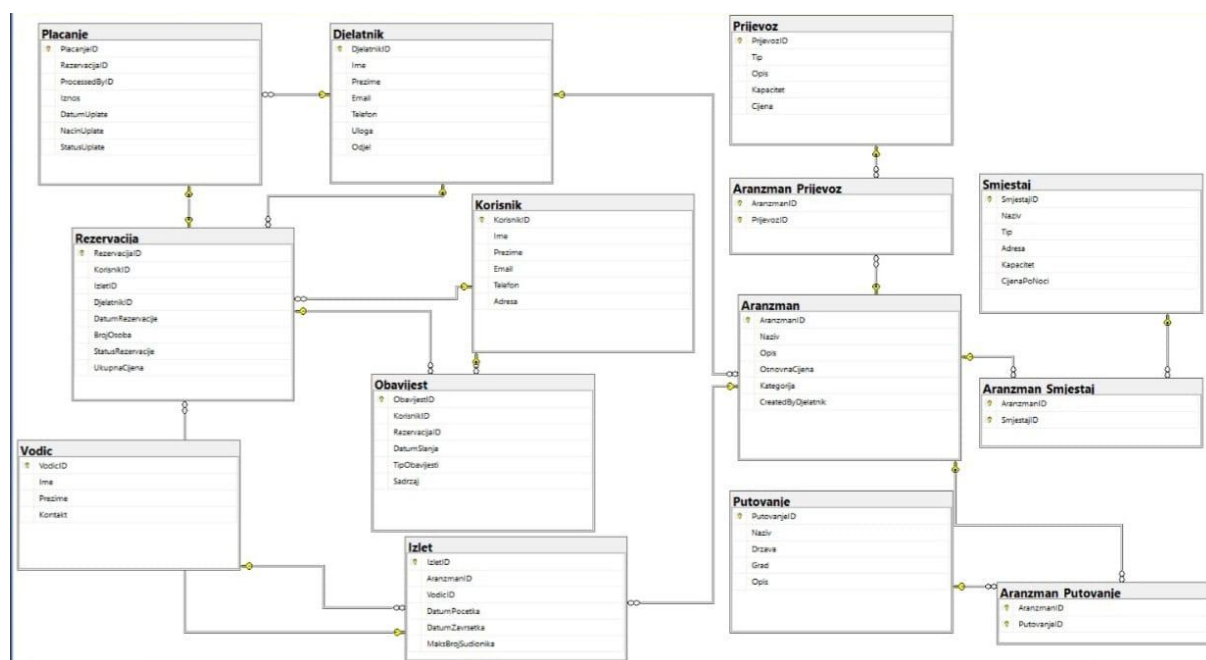 Placanje
PlacanjeID
RezervacijaID
ProcessedByID
Iznos
DatumUplate
NacinUplate
StatusUplate
Djelatnik
DjelatnikID
Ime
Prezime
Email
Telefon
Uloga
Odjel
Prijevoz
PrijevozID
Tip
Opis
Kapacitet
Cijena
Aranzman_Prijevoz
AranzmanID
PrijevozID
Smjestaj
SmjestajID
Naziv
Tip
Adresa
Kapacitet
CijenaPoNoci
Korisnik
KorisnikID
Ime
Prezime
Email
Telefon
Adresa
Rezervacija
RezervacijaID
KorisnikID
IzletID
DjelatnikID
DatumRezervacije
BrojOsoba
StatusRezervacije
UkupnaCijena
Aranzman
AranzmanID
Naziv
Opis
OsnovnaCijena
Kategorija
CreatedByDjelatnik
Obavijest
ObavijestID
KorisnikID
RezervacijaID
DatumSlanja
TipObavijesti
Sadrzaj
Aranzman_Smjestaj
AranzmanID
SmjestajID
Vodic
VodicID
Ime
Prezime
Kontakt
Putovanje
PutovanjeID
Naziv
Drzava
Grad
Opis
Izlet
IzletID
AranzmanID
VodicID
DatumPocetka
DatumZavrsetka
MaksBrojSudionika
Aranzman_Putovanje
AranzmanID
PutovanjeID